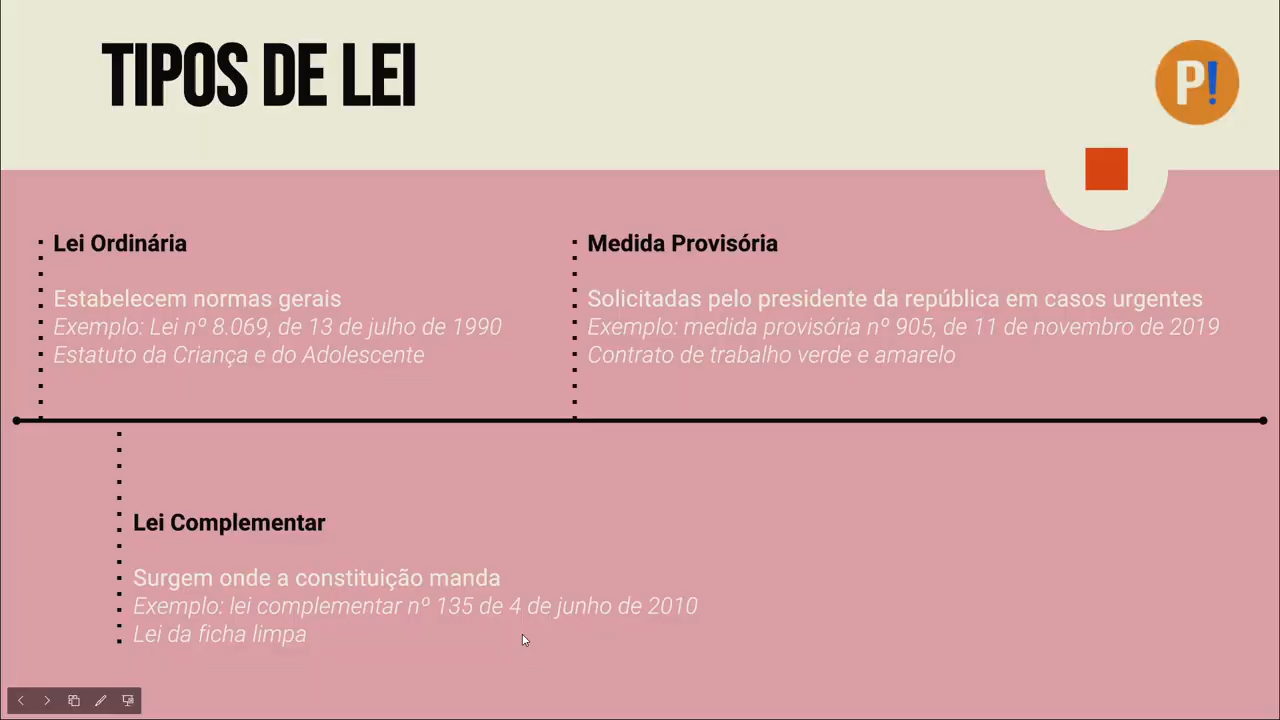 TIPOS DE LEI
P!
Lei Ordinária
Estabelecem normas gerais
Exemplo: Lei nº 8.069, de 13 de julho de 1990
Estatuto da Criança e do Adolescente
Medida Provisória
Solicitadas pelo presidente da república em casos urgentes
Exemplo: medida provisória nº 905, de 11 de novembro de 2019
Contrato de trabalho verde e amarelo
Lei Complementar
Surgem onde a constituição manda
Exemplo: lei complementar nº 135 de 4 de junho de 2010
Lei da ficha limpa